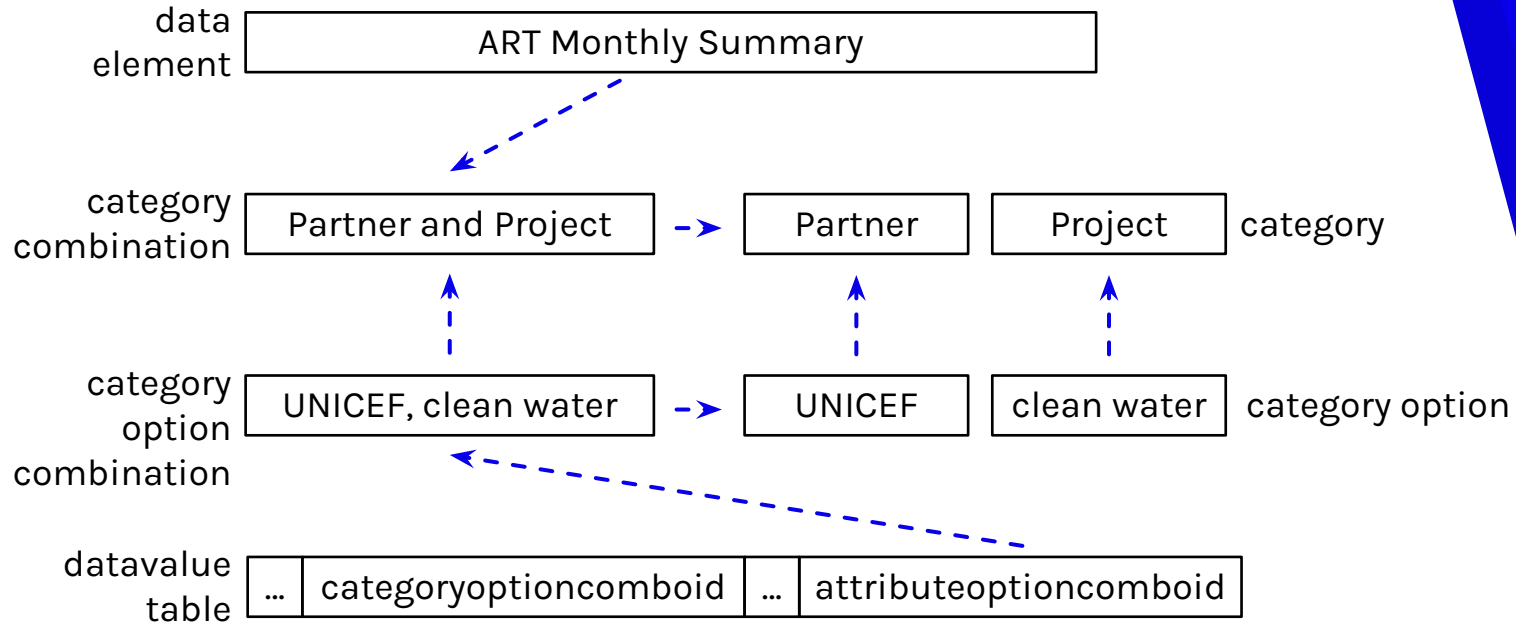 data
element
ART Monthly Summary
category
combination
Partner and Project
Partner
Project
category
category
option
combination
UNICEF, clean water
UNICEF
clean water
category option
datavalue
table
...
categoryoptioncomboid
...
attributeoptioncomboid